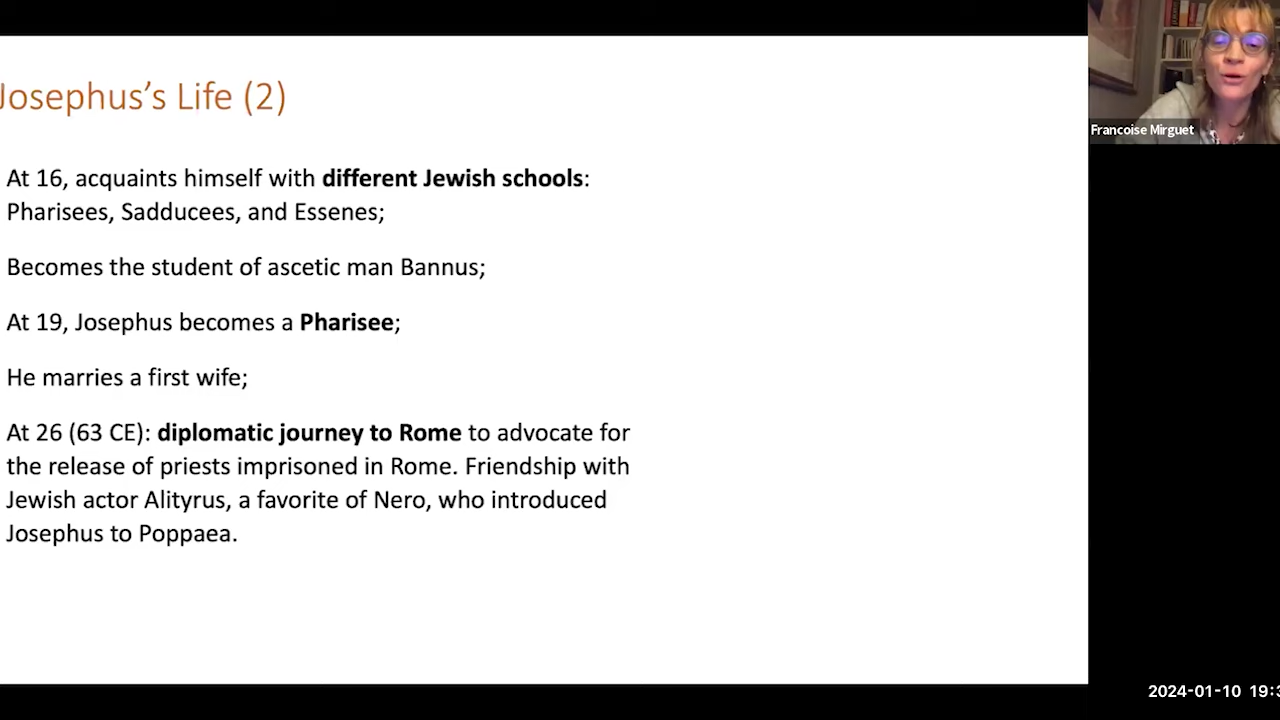 Josephus's Life (2)
At 16, acquaints himself with different Jewish schools:
Pharisees, Sadducees, and Essenes;
Becomes the student of ascetic man Bannus;
At 19, Josephus becomes a Pharisee;
He marries a first wife;
At 26 (63 CE): diplomatic journey to Rome to advocate for
the release of priests imprisoned in Rome. Friendship with
Jewish actor Alityrus, a favorite of Nero, who introduced
Josephus to Poppaea.
Francoise Mirguet
2024-01-10 19:3